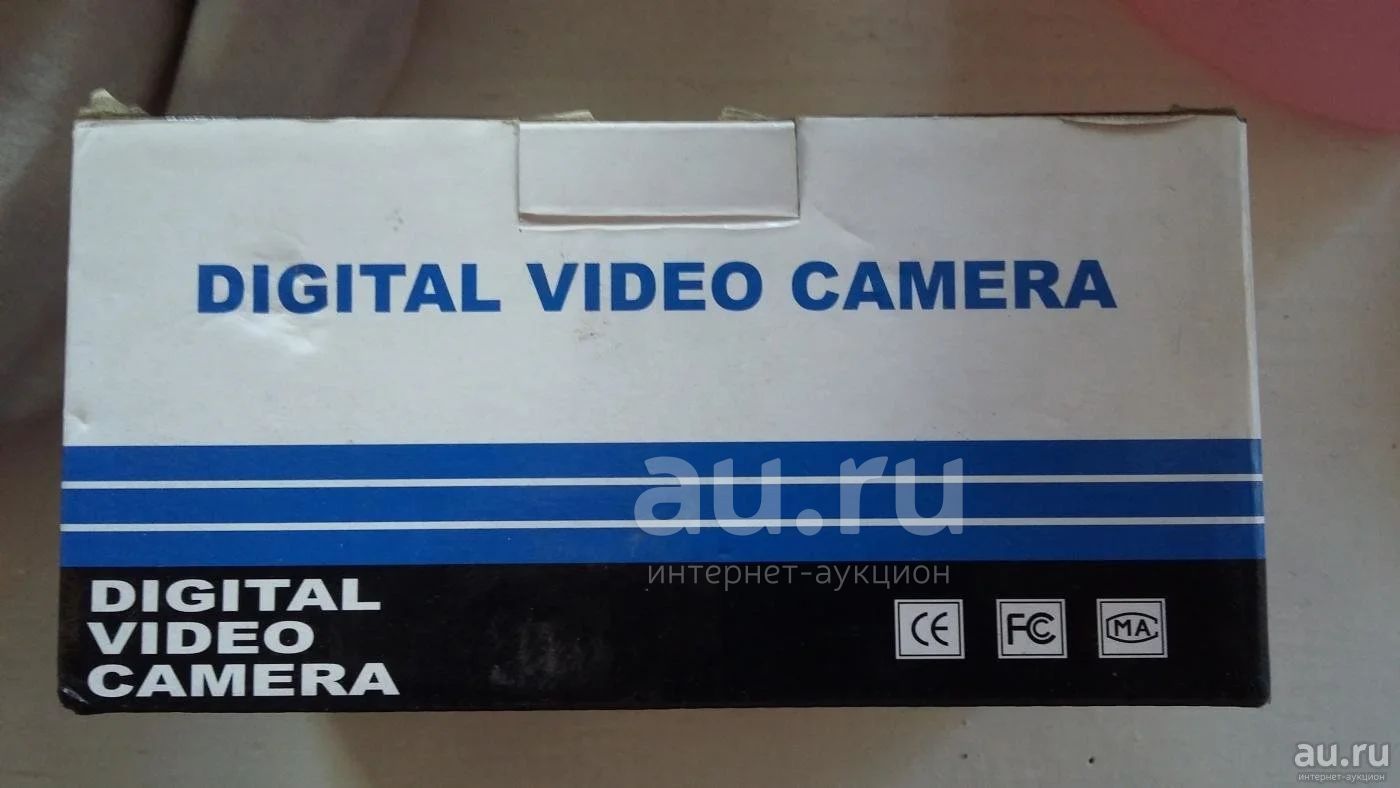 DIGITAL VIDEO CAMERA
au.ru
интернет-аукцион
DIGITAL
VIDEO
CAMERA
CE
FC
MA
au.ru
интернет-аукцион